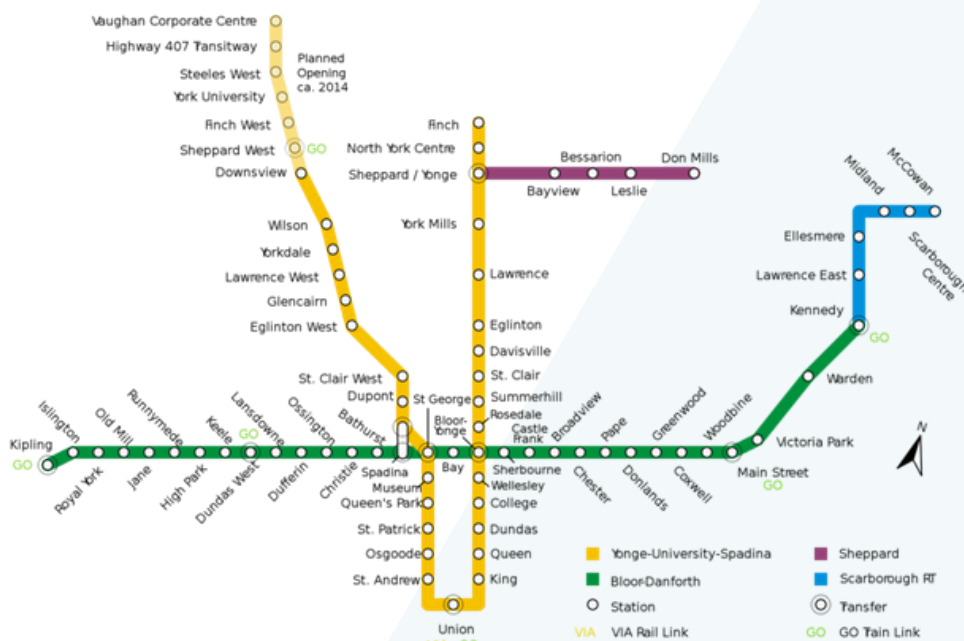 Vaughan Corporate Centre
Highway 407 Transitway
Steeles West
Planned
Opening
ca. 2014
York University
Finch West
Sheppard West
GO
Downsview
Wilson
Yorkdale
Lawrence West
Glencairn
Eglinton West
St. Clair West
Dupont
Finch
North York Centre
Sheppard / Yonge
Bessarion
Don Mills
Bayview
Leslie
York Mills
Lawrence
Eglinton
Davisville
St. Clair
Summerhill
Rosedale
St George
Bloor-
Yonge
Castle
Frank
Midland
McCowan
Scarborough
Centre
Ellesmere
Lawrence East
Kennedy
GO
Warden
Victoria Park
Main Street
GO
Kipling
GO
Islington
Royal York
Old Mill
Jane
Runnymede
High Park
Keele
GO
Dundas West
Lansdowne
Dufferin
Ossington
Christie
Bathurst
Spadina
Bay
Sherbourne
Broadview
Chester
Pape
Donlands
Greenwood
Coxwell
Woodbine
Museum
Queen's Park
St. Patrick
Osgoode
St. Andrew
Union
Wellesley
College
Dundas
Queen
King
N
Yonge-University-Spadina
Bloor-Danforth
Station
VIA VIA Rail Link
Sheppard
Scarborough RT
Transfer
GO GO Train Link